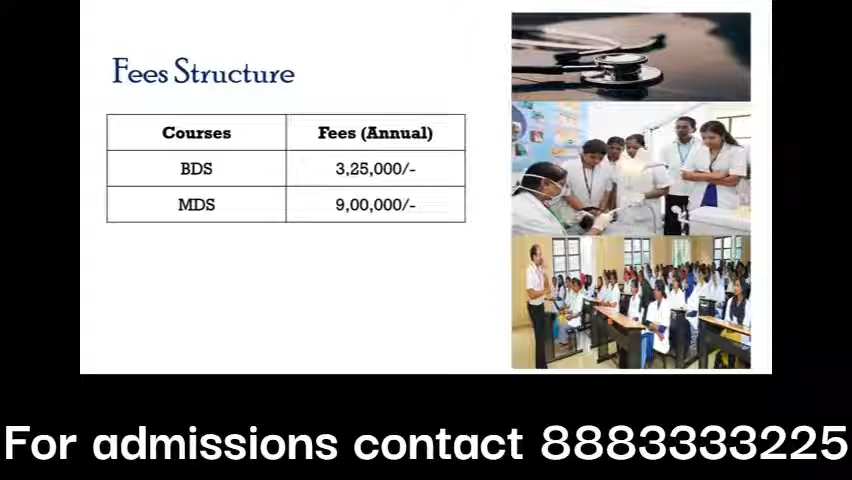 Fees Structure
Courses Fees (Annual)
BDS 3,25,000/-
MDS 9,00,000/-
For admissions contact 8883333225